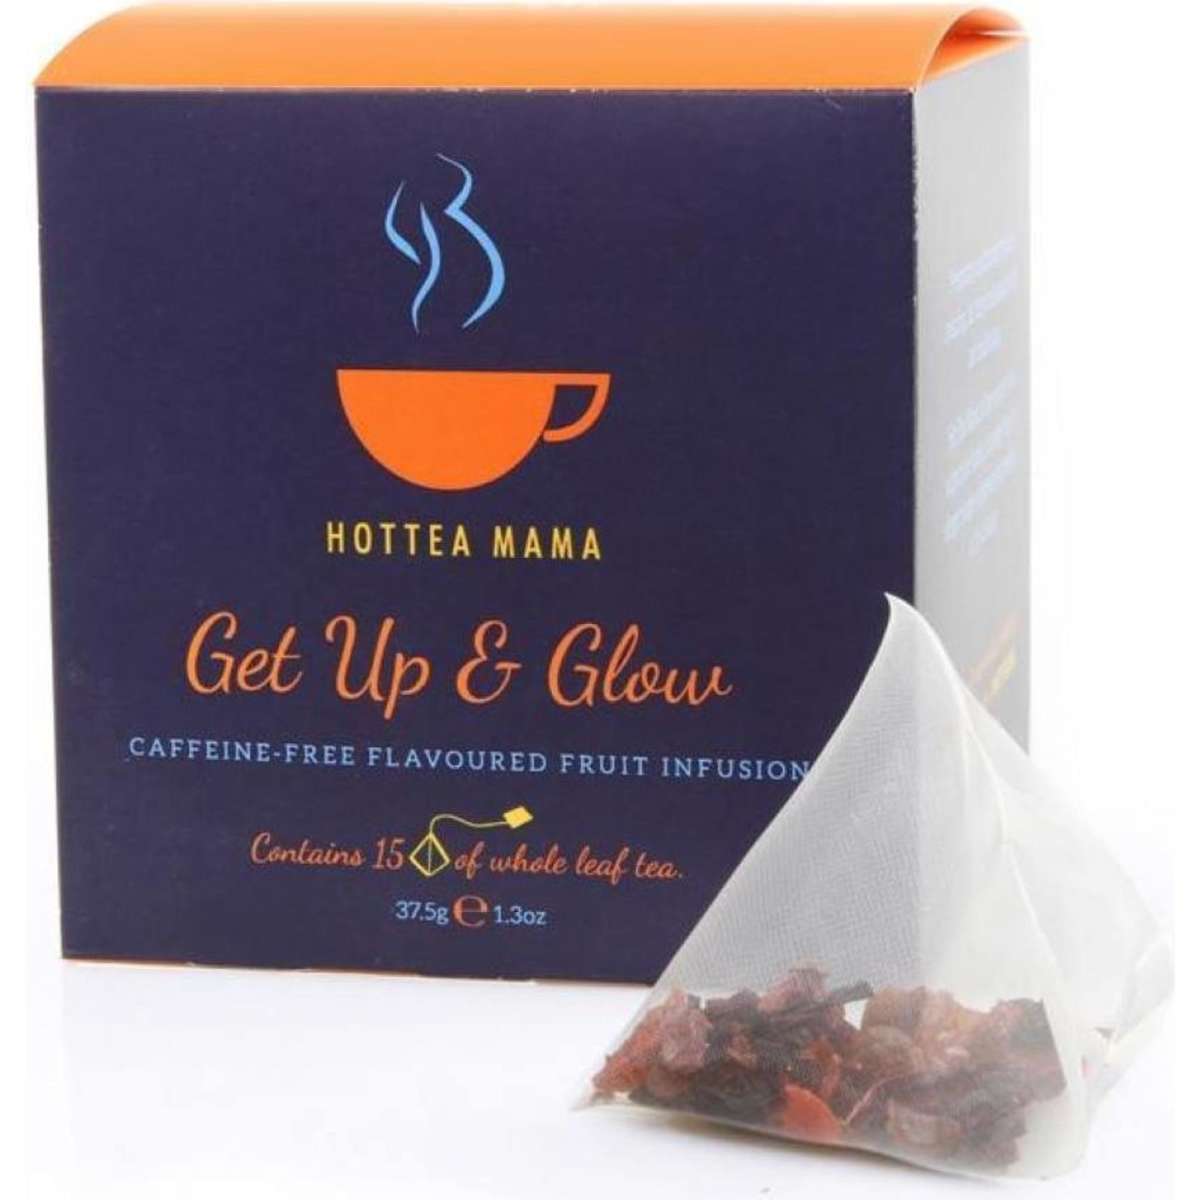 HOTTEA MAMA
Get Up & Glow
CAFFEINE-FREE FLAVOURED FRUIT INFUSION
Contains 15 of whole leaf tea.
37.5g e 1.3oz